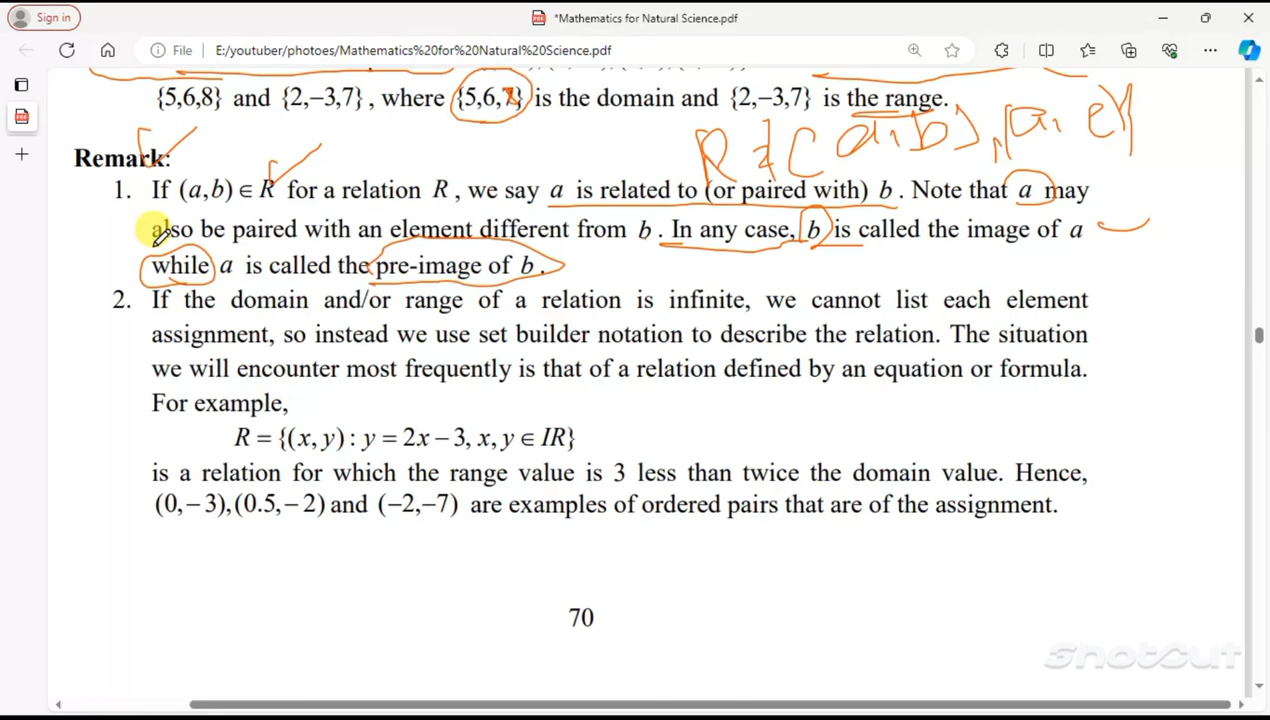 Sign in
*Mathematics for Natural Science.pdf
File
E:/youtuber/photoes/Mathematics%20for%20Natural%20Science.pdf
{5,6,8} and {2,−3,7}, where {5,6,7} is the domain and {2,−3,7} is the range.
R { (a, b), (a, e)}
Remark:
1. If (a,b) ∈ R for a relation R, we say a is related to (or paired with) b. Note that a may
also be paired with an element different from b. In any case, b is called the image of a
while a is called the pre-image of b.
2. If the domain and/or range of a relation is infinite, we cannot list each element
assignment, so instead we use set builder notation to describe the relation. The situation
we will encounter most frequently is that of a relation defined by an equation or formula.
For example,
R = {(x, y) : y = 2x − 3, x, y ∈ IR}
is a relation for which the range value is 3 less than twice the domain value. Hence,
(0,−3),(0.5,−2) and (−2,−7) are examples of ordered pairs that are of the assignment.
70
SHOTCUT